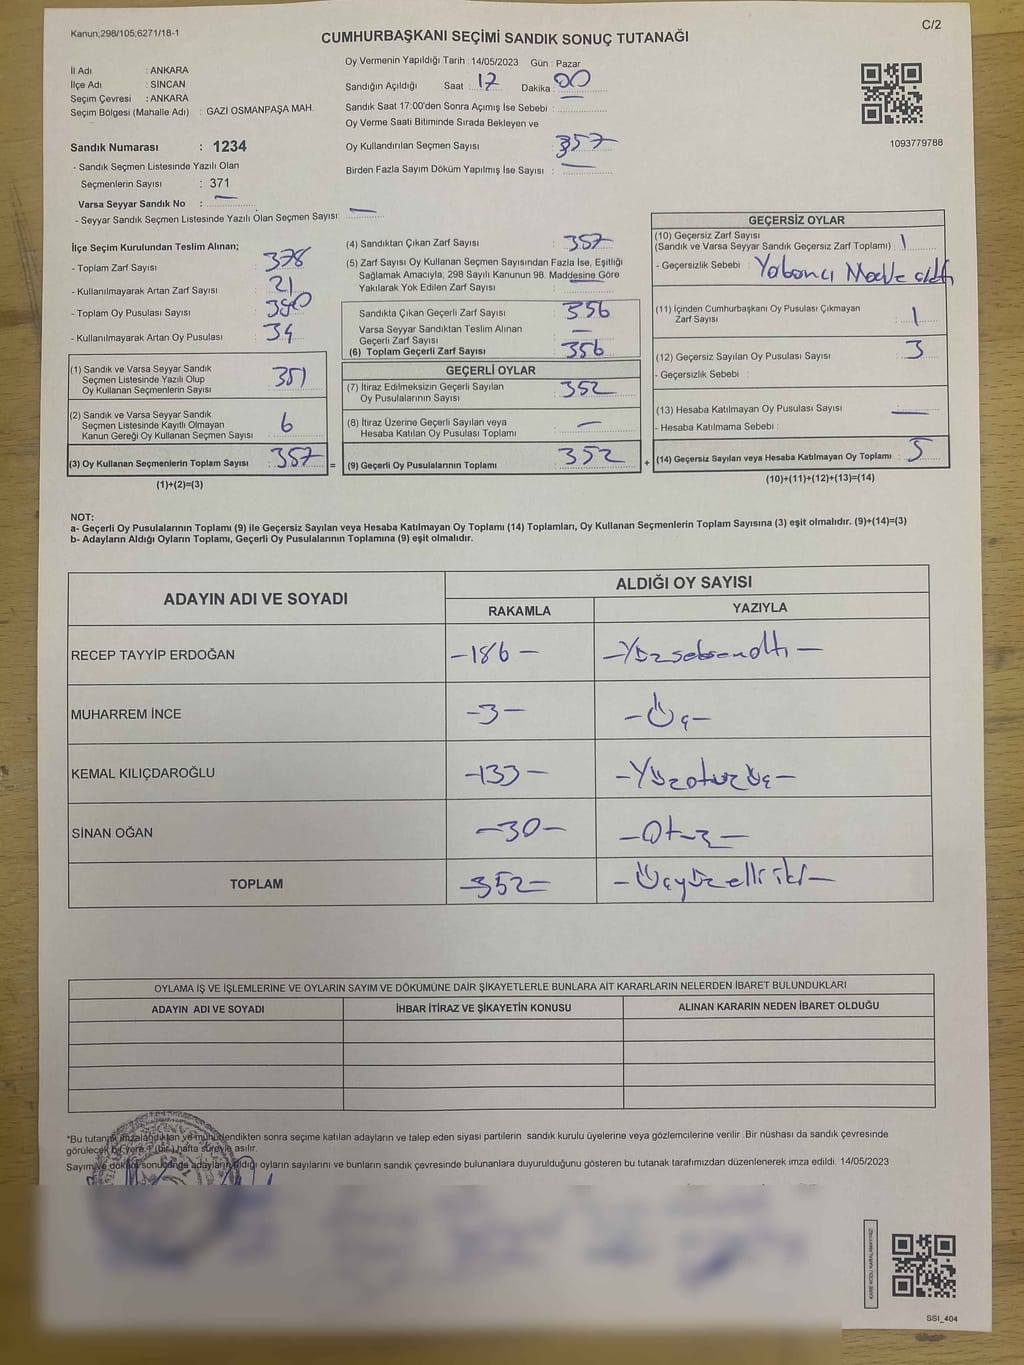 Kanun;298/105;6271/18-1
C/2
CUMHURBAŞKANI SEÇİMİ SANDIK SONUÇ TUTANAĞI
İl Adı : ANKARA
İlçe Adı : SİNCAN
Seçim Çevresi : ANKARA
Seçim Bölgesi (Mahalle Adı) : GAZİ OSMANPAŞA MAH.
Sandık Numarası : 1234
- Sandık Seçmen Listesinde Yazılı Olan
Seçmenlerin Sayısı : 371
Varsa Seyyar Sandık No : —
- Seyyar Sandık Seçmen Listesinde Yazılı Olan Seçmen Sayısı: —
Oy Vermenin Yapıldığı Tarih : 14/05/2023 Gün : Pazar
Sandığın Açıldığı Saat : 17 Dakika : 00
Sandık Saat 17:00'den Sonra Açımış İse Sebebi : —
Oy Verme Saati Bitiminde Sırada Bekleyen ve
Oy Kullandırılan Seçmen Sayısı : 357
Birden Fazla Sayım Döküm Yapılmış İse Sayısı : —
1093779788
İlçe Seçim Kurulundan Teslim Alınan;
- Toplam Zarf Sayısı : 378
- Kullanılmayarak Artan Zarf Sayısı : 21
- Toplam Oy Pusulası Sayısı : 380
- Kullanılmayarak Artan Oy Pusulası : 34
(1) Sandık ve Varsa Seyyar Sandık
Seçmen Listesinde Yazılı Olup
Oy Kullanan Seçmenlerin Sayısı : 351
(2) Sandık ve Varsa Seyyar Sandık
Seçmen Listesinde Kayıtlı Olmayan
Kanun Gereği Oy Kullanan Seçmen Sayısı : 6
(3) Oy Kullanan Seçmenlerin Toplam Sayısı : 357
(1)+(2)=(3)
=
(4) Sandıktan Çıkan Zarf Sayısı : 357
(5) Zarf Sayısı Oy Kullanan Seçmen Sayısından Fazla İse, Eşitliği
Sağlamak Amacıyla, 298 Sayılı Kanunun 98. Maddesine Göre
Yakılarak Yok Edilen Zarf Sayısı : —
Sandıkta Çıkan Geçerli Zarf Sayısı : 356
Varsa Seyyar Sandıktan Teslim Alınan
Geçerli Zarf Sayısı : —
(6) Toplam Geçerli Zarf Sayısı : 356
GEÇERLİ OYLAR
(7) İtiraz Edilmeksizin Geçerli Sayılan
Oy Pusulalarının Sayısı : 352
(8) İtiraz Üzerine Geçerli Sayılan veya
Hesaba Katılan Oy Pusulası Toplamı : —
(9) Geçerli Oy Pusulalarının Toplamı : 352
+
GEÇERSİZ OYLAR
(10) Geçersiz Zarf Sayısı
(Sandık ve Varsa Seyyar Sandık Geçersiz Zarf Toplamı) : 1
- Geçersizlik Sebebi : Yabancı Madde
(11) İçinden Cumhurbaşkanı Oy Pusulası Çıkmayan
Zarf Sayısı : 1
(12) Geçersiz Sayılan Oy Pusulası Sayısı : 3
- Geçersizlik Sebebi :
(13) Hesaba Katılmayan Oy Pusulası Sayısı : —
- Hesaba Katılmama Sebebi :
(14) Geçersiz Sayılan veya Hesaba Katılmayan Oy Toplamı : 5
(10)+(11)+(12)+(13)=(14)
NOT:
a- Geçerli Oy Pusulalarının Toplamı (9) ile Geçersiz Sayılan veya Hesaba Katılmayan Oy Toplamı (14) Toplamları, Oy Kullanan Seçmenlerin Toplam Sayısına (3) eşit olmalıdır. (9)+(14)=(3)
b- Adayların Aldığı Oyların Toplamı, Geçerli Oy Pusulalarının Toplamına (9) eşit olmalıdır.
ADAYIN ADI VE SOYADI
ALDIĞI OY SAYISI
RAKAMLA YAZIYLA
RECEP TAYYİP ERDOĞAN -186- -Yüzseksenaltı-
MUHARREM İNCE -3- -Üç-
KEMAL KILIÇDAROĞLU -133- -Yüzotuzüç-
SİNAN OĞAN -30- -Otuz-
TOPLAM -352- -Üçyüzelliiki-
OYLAMA İŞ VE İŞLEMLERİNE VE OYLARIN SAYIM VE DÖKÜMÜNE DAİR ŞİKAYETLERLE BUNLARA AİT KARARLARIN NELERDEN İBARET BULUNDUKLARI
ADAYIN ADI VE SOYADI İHBAR İTİRAZ VE ŞİKAYETİN KONUSU ALINAN KARARIN NEDEN İBARET OLDUĞU
*Bu tutanak imzalandıktan ve mühürlendikten sonra seçime katılan adayların ve talep eden siyasi partilerin sandık kurulu üyelerine veya gözlemcilerine verilir .Bir nüshası da sandık çevresinde
görülecek bir yere 1 (bir) hafta süreyle asılır.
Sayım ve döküm sonucunda adayların aldığı oyların sayılarını ve bunların sandık çevresinde bulunanlara duyurulduğunu gösteren bu tutanak tarafımızdan düzenlenerek imza edildi. 14/05/2023
SSI_404